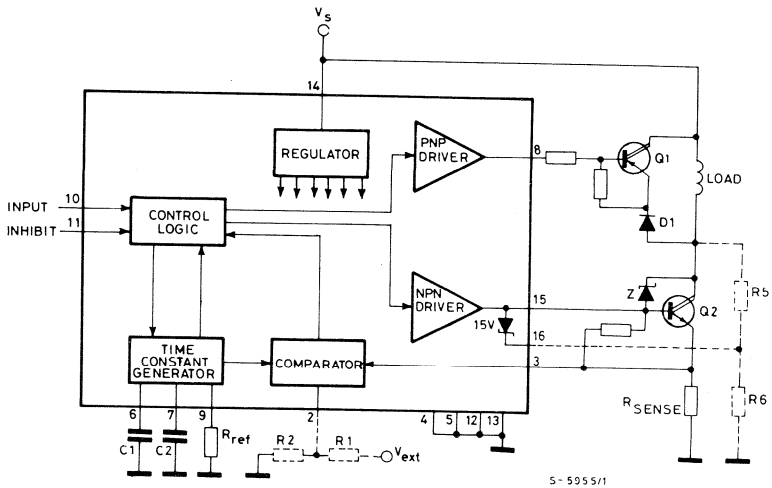 Vs
14
REGULATOR
PNP
DRIVER
8
Q1
LOAD
D1
INPUT
10
INHIBIT
11
CONTROL
LOGIC
NPN
DRIVER
15
15V
16
3
Z
Q2
R5
R6
RSENSE
TIME
CONSTANT
GENERATOR
COMPARATOR
6
7
9
2
4
5
12
13
C1
C2
Rref
R2
R1
Vext
S-5955/1